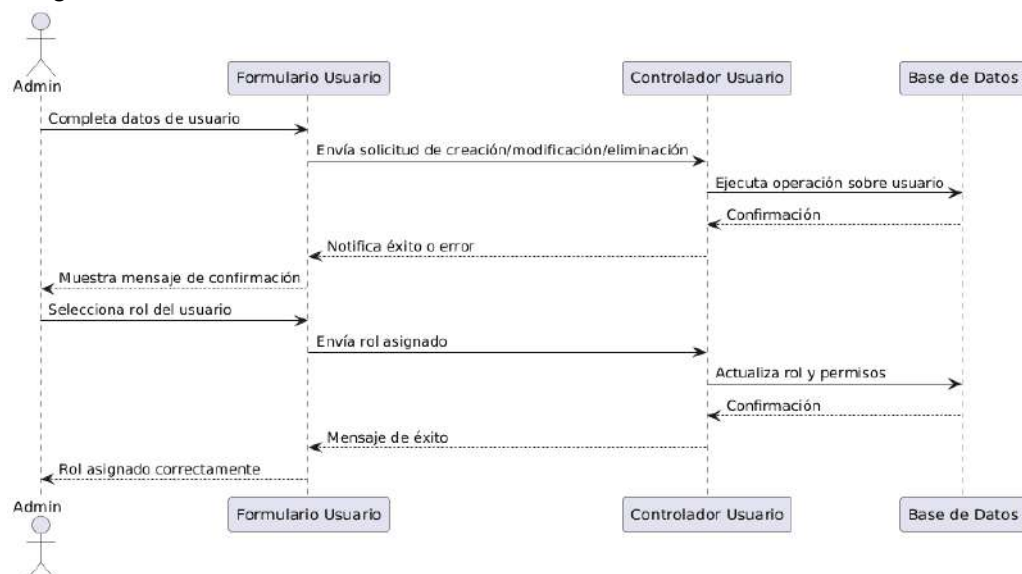 Admin
Formulario Usuario
Controlador Usuario
Base de Datos
Completa datos de usuario
Envía solicitud de creación/modificación/eliminación
Ejecuta operación sobre usuario
Confirmación
Notifica éxito o error
Muestra mensaje de confirmación
Selecciona rol del usuario
Envía rol asignado
Actualiza rol y permisos
Confirmación
Mensaje de éxito
Rol asignado correctamente
Admin
Formulario Usuario
Controlador Usuario
Base de Datos